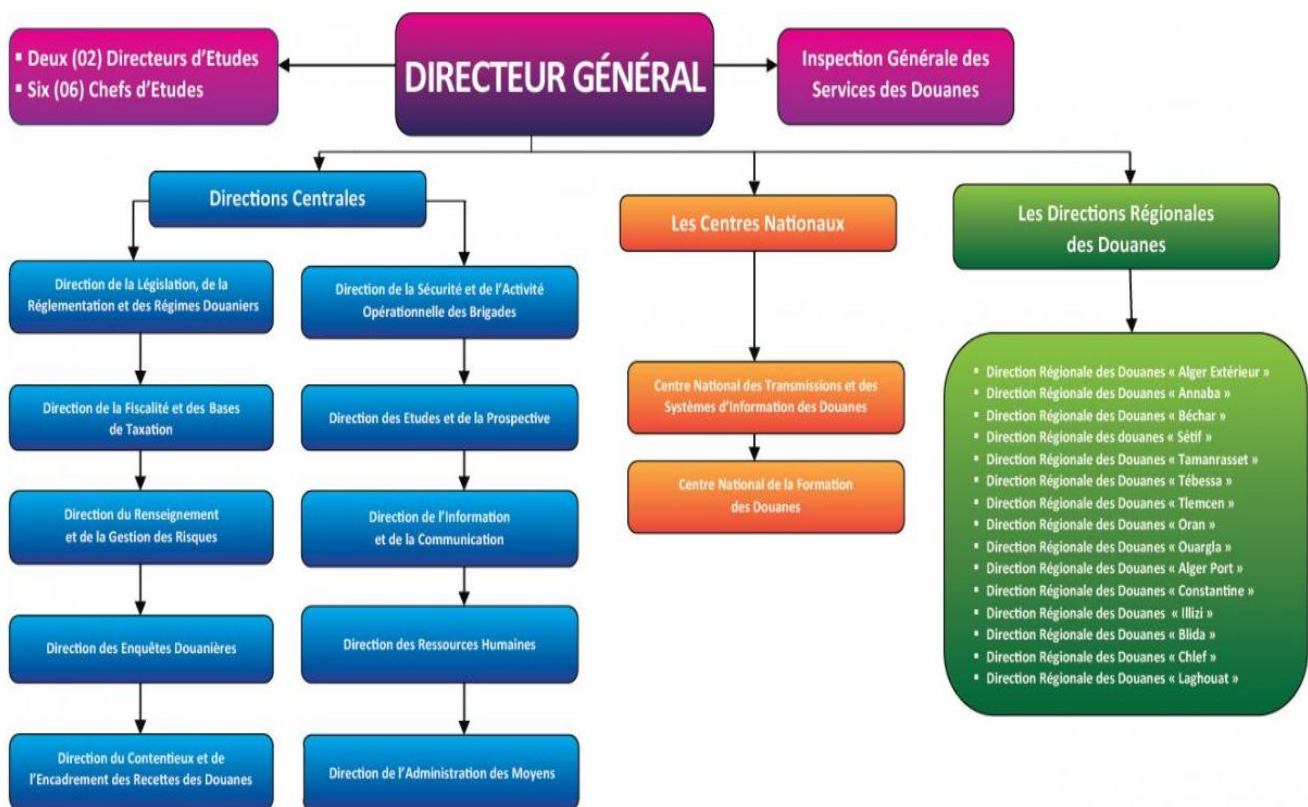 ▪ Deux (02) Directeurs d'Etudes
▪ Six (06) Chefs d'Etudes
DIRECTEUR GÉNÉRAL
Inspection Générale des
Services des Douanes
Directions Centrales
Direction de la Législation, de la
Réglementation et des Régimes Douaniers
Direction de la Fiscalité et des Bases
de Taxation
Direction du Renseignement
et de la Gestion des Risques
Direction des Enquêtes Douanières
Direction du Contentieux et de
l'Encadrement des Recettes des Douanes
Direction de la Sécurité et de l'Activité
Opérationnelle des Brigades
Direction des Etudes et de la Prospective
Direction de l'Information
et de la Communication
Direction des Ressources Humaines
Direction de l'Administration des Moyens
Les Centres Nationaux
Centre National des Transmissions et des
Systèmes d'Information des Douanes
Centre National de la Formation
des Douanes
Les Directions Régionales
des Douanes
▪ Direction Régionale des Douanes « Alger Extérieur »
▪ Direction Régionale des Douanes « Annaba »
▪ Direction Régionale des Douanes « Béchar »
▪ Direction Régionale des douanes « Sétif »
▪ Direction Régionale des Douanes « Tamanrasset »
▪ Direction Régionale des Douanes « Tébessa »
▪ Direction Régionale des Douanes « Tlemcen »
▪ Direction Régionale des Douanes « Oran »
▪ Direction Régionale des Douanes « Ouargla »
▪ Direction Régionale des Douanes « Alger Port »
▪ Direction Régionale des Douanes « Constantine »
▪ Direction Régionale des Douanes « Illizi »
▪ Direction Régionale des Douanes « Blida »
▪ Direction Régionale des Douanes « Chlef »
▪ Direction Régionale des Douanes « Laghouat »